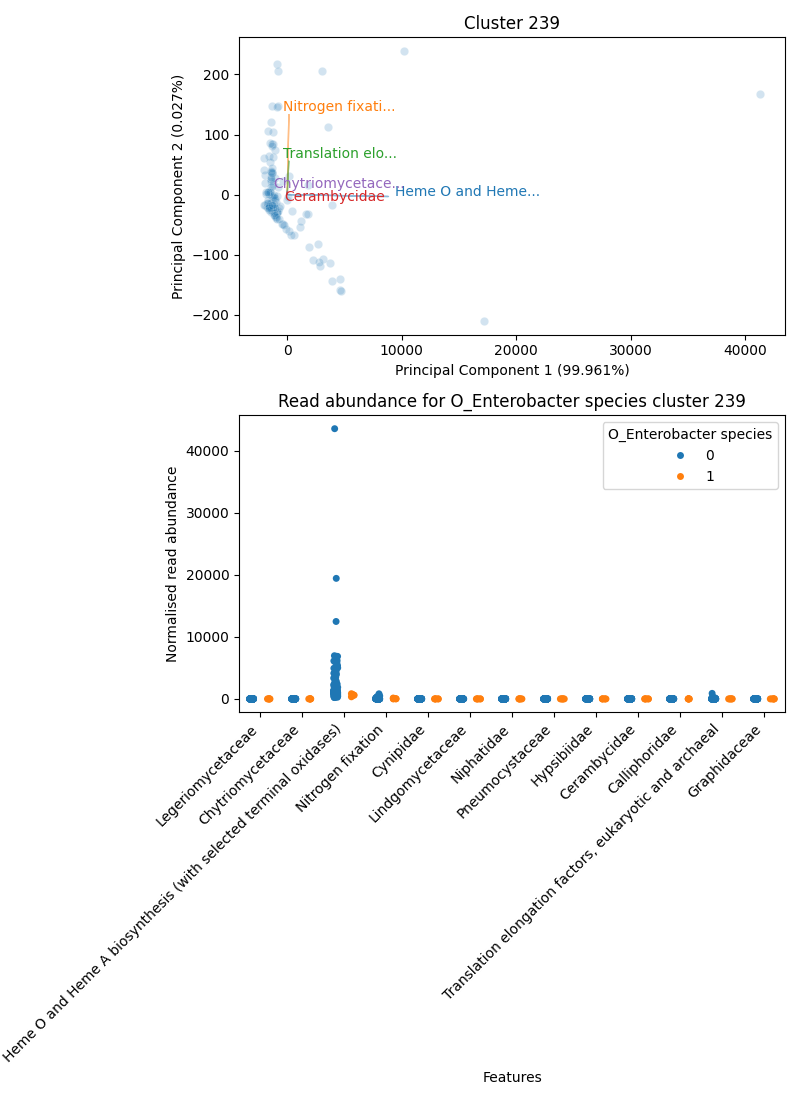 Cluster 239
Principal Component 2 (0.027%)
200
100
0
−100
−200
Nitrogen fixati...
Translation elo...
Chytriomycetace...
Heme O and Heme...
Cerambycidae
0
10000
20000
30000
40000
Principal Component 1 (99.961%)
Read abundance for O_Enterobacter species cluster 239
Normalised read abundance
40000
30000
20000
10000
0
O_Enterobacter species
0
1
Legeriomycetaceae
Chytriomycetaceae
Heme O and Heme A biosynthesis (with selected terminal oxidases)
Nitrogen fixation
Cynipidae
Lindgomycetaceae
Niphatidae
Pneumocystaceae
Hypsibiidae
Cerambycidae
Calliphoridae
Translation elongation factors, eukaryotic and archaeal
Graphidaceae
Features